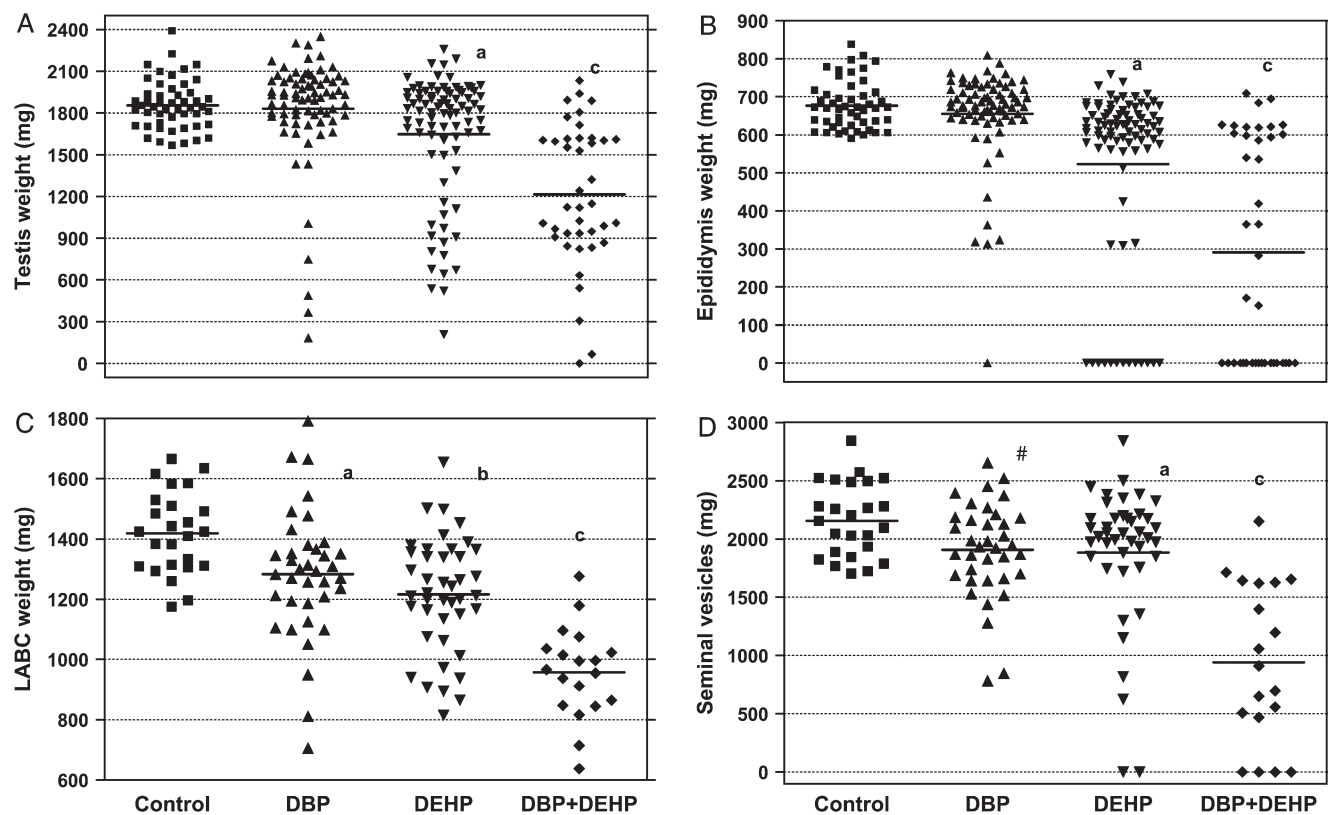 A
Testis weight (mg)
2400
2100
1800
1500
1200
900
600
300
0
a
c
B
Epididymis weight (mg)
900
800
700
600
500
400
300
200
100
0
a
c
C
LABC weight (mg)
1800
1600
1400
1200
1000
800
600
a
b
c
Control DBP DEHP DBP+DEHP
D
Seminal vesicles (mg)
3000
2500
2000
1500
1000
500
0
#
a
c
Control DBP DEHP DBP+DEHP